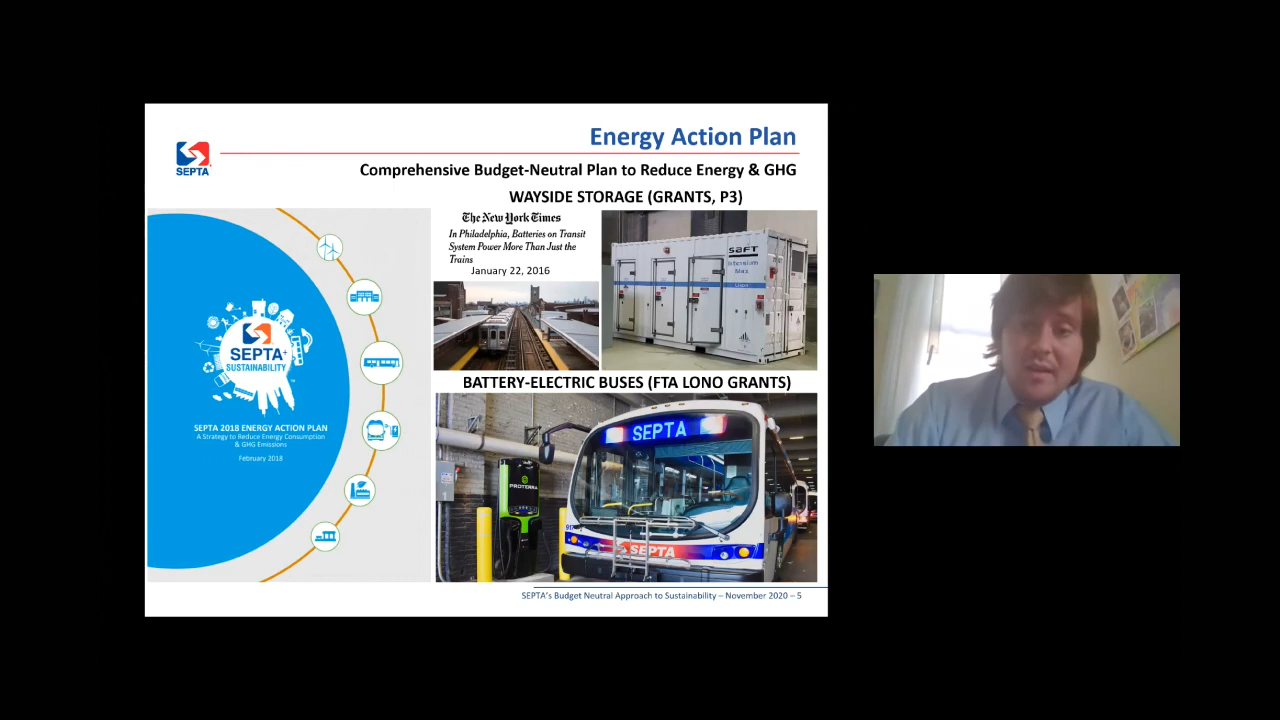 Energy Action Plan
SEPTA
Comprehensive Budget-Neutral Plan to Reduce Energy & GHG
WAYSIDE STORAGE (GRANTS, P3)
The New York Times
In Philadelphia, Batteries on Transit
System Power More Than Just the
Trains
January 22, 2016
SAFT
Intensium
Max
SEPTA
SUSTAINABILITY
SEPTA 2018 ENERGY ACTION PLAN
A Strategy to Reduce Energy Consumption
& GHG Emissions
February 2018
BATTERY-ELECTRIC BUSES (FTA LONO GRANTS)
SEPTA
PROTERRA
SEPTA
SEPTA's Budget Neutral Approach to Sustainability – November 2020 – 5